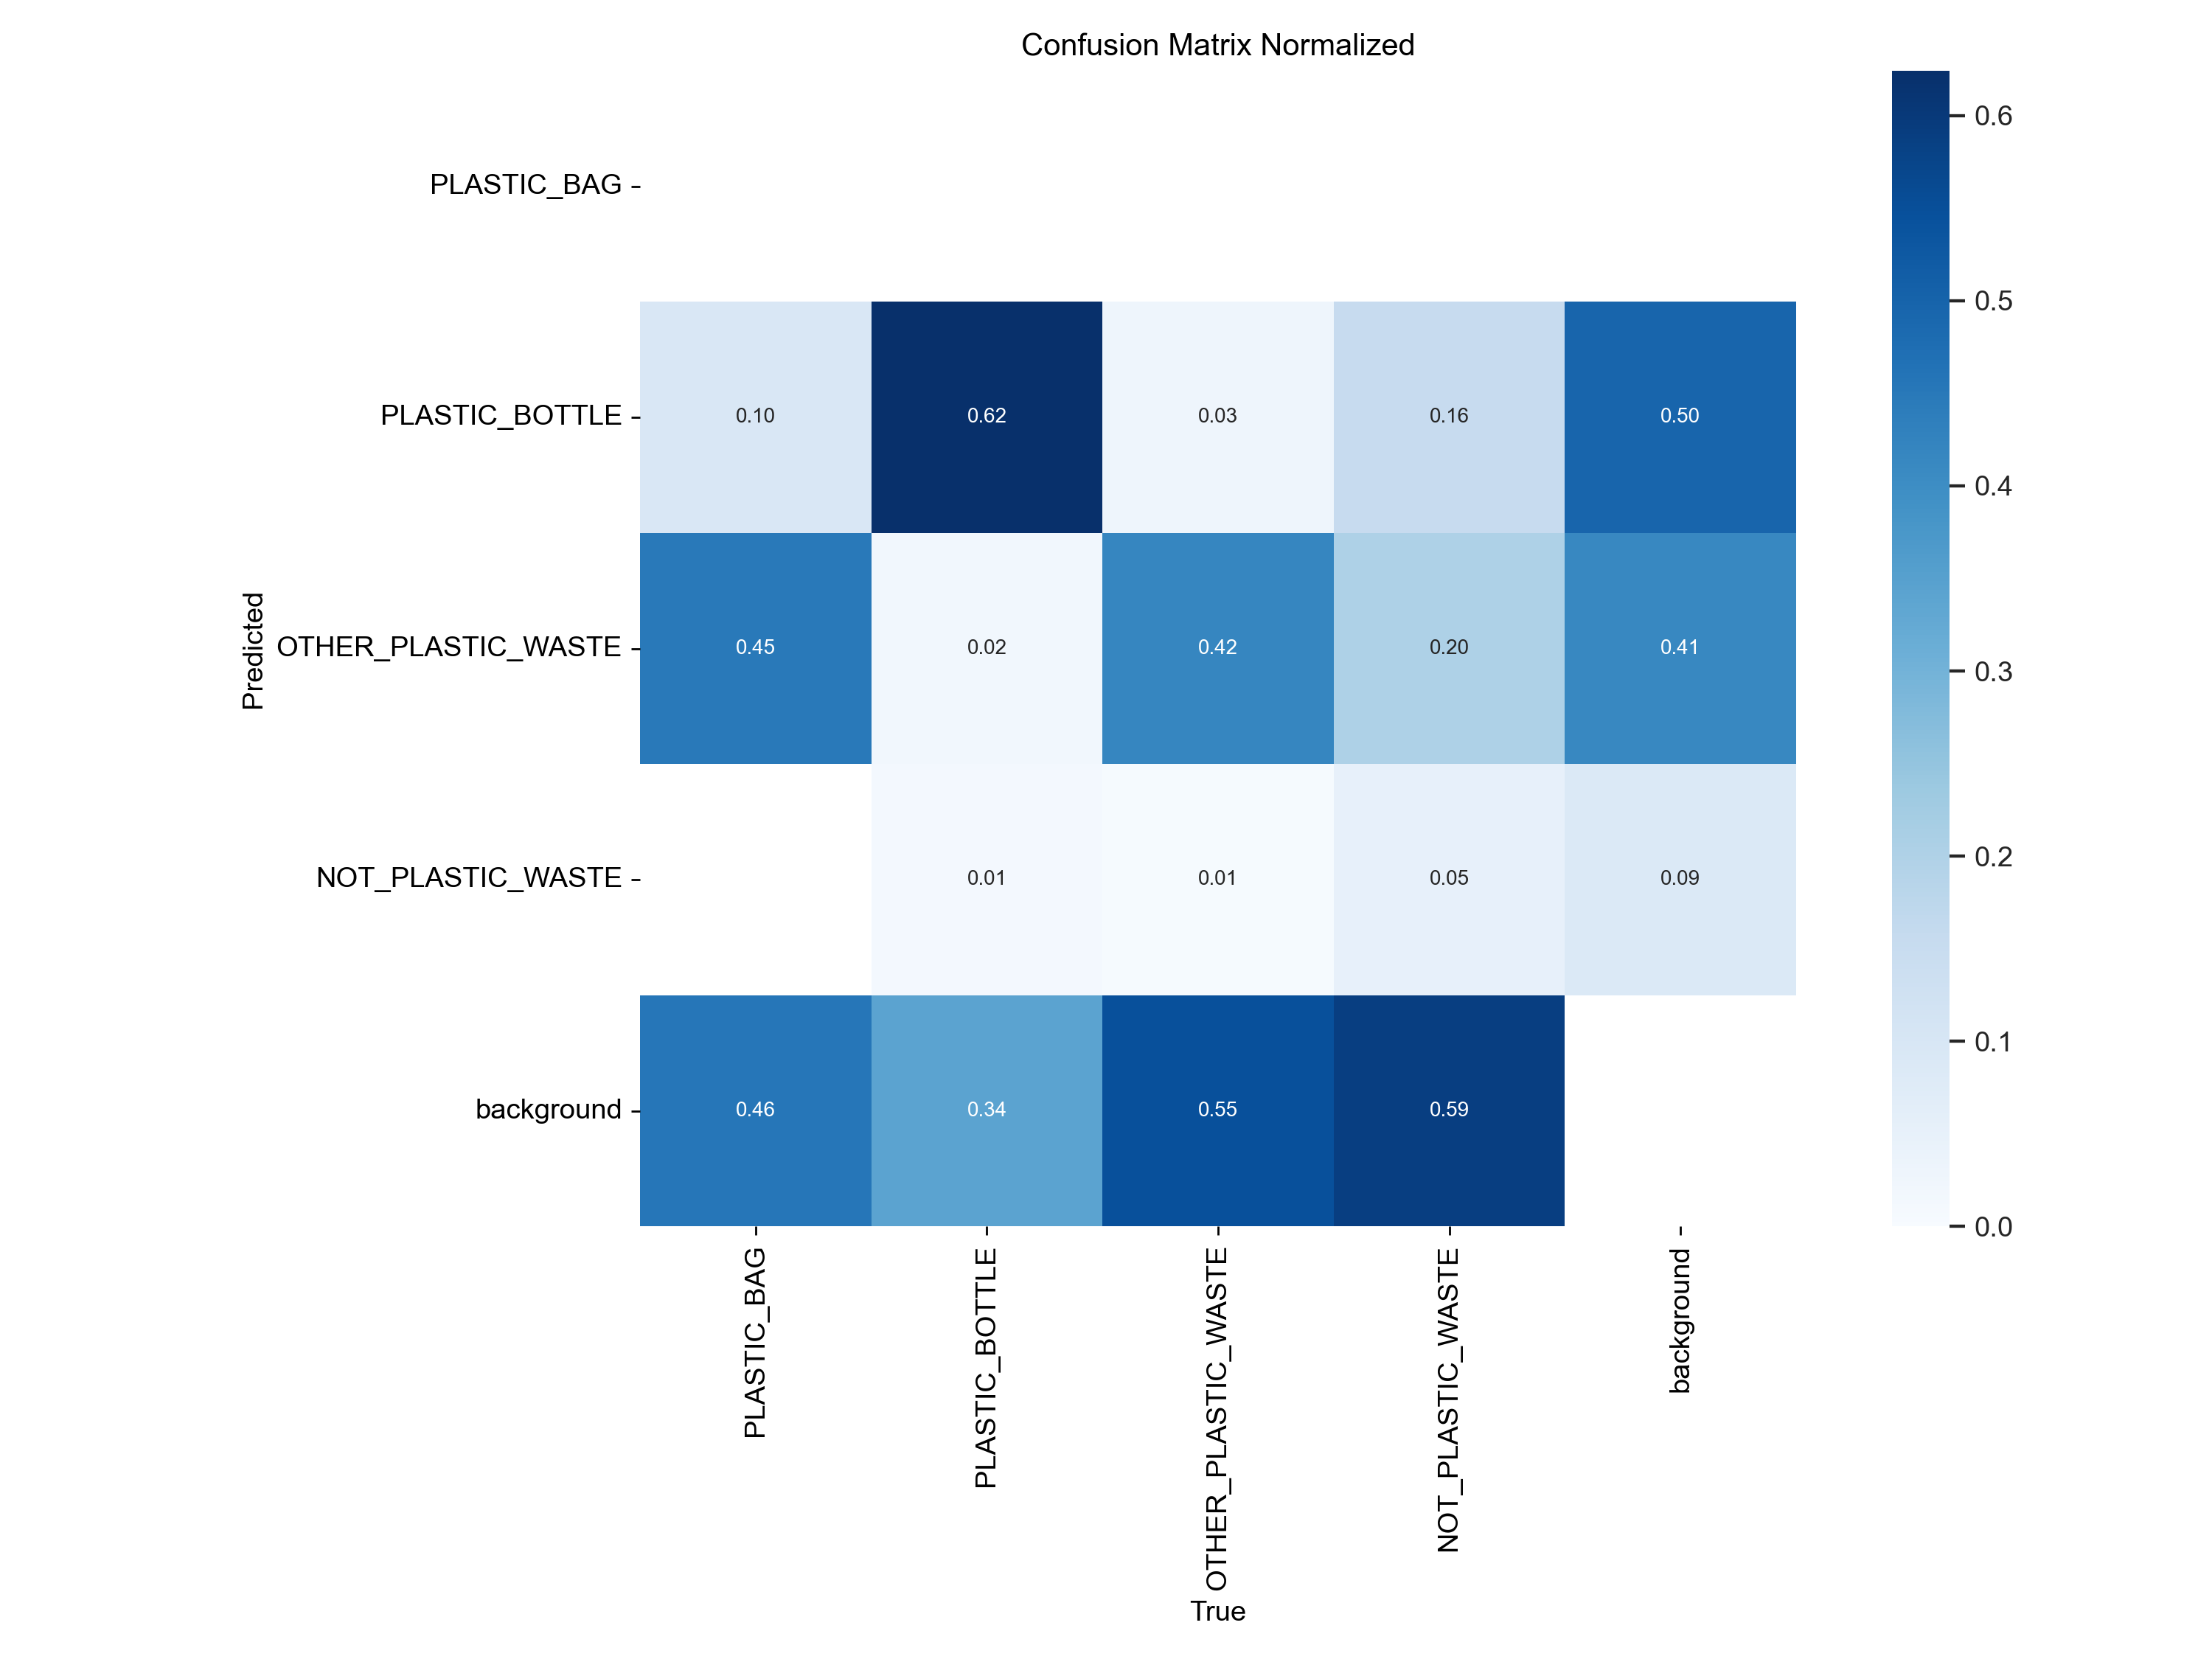 Confusion Matrix Normalized
PLASTIC_BAG
PLASTIC_BOTTLE
OTHER_PLASTIC_WASTE
NOT_PLASTIC_WASTE
background
Predicted
0.10 0.62 0.03 0.16 0.50
0.45 0.02 0.42 0.20 0.41
0.01 0.01 0.05 0.09
0.46 0.34 0.55 0.59
PLASTIC_BAG
PLASTIC_BOTTLE
OTHER_PLASTIC_WASTE
NOT_PLASTIC_WASTE
background
True
0.6
0.5
0.4
0.3
0.2
0.1
0.0